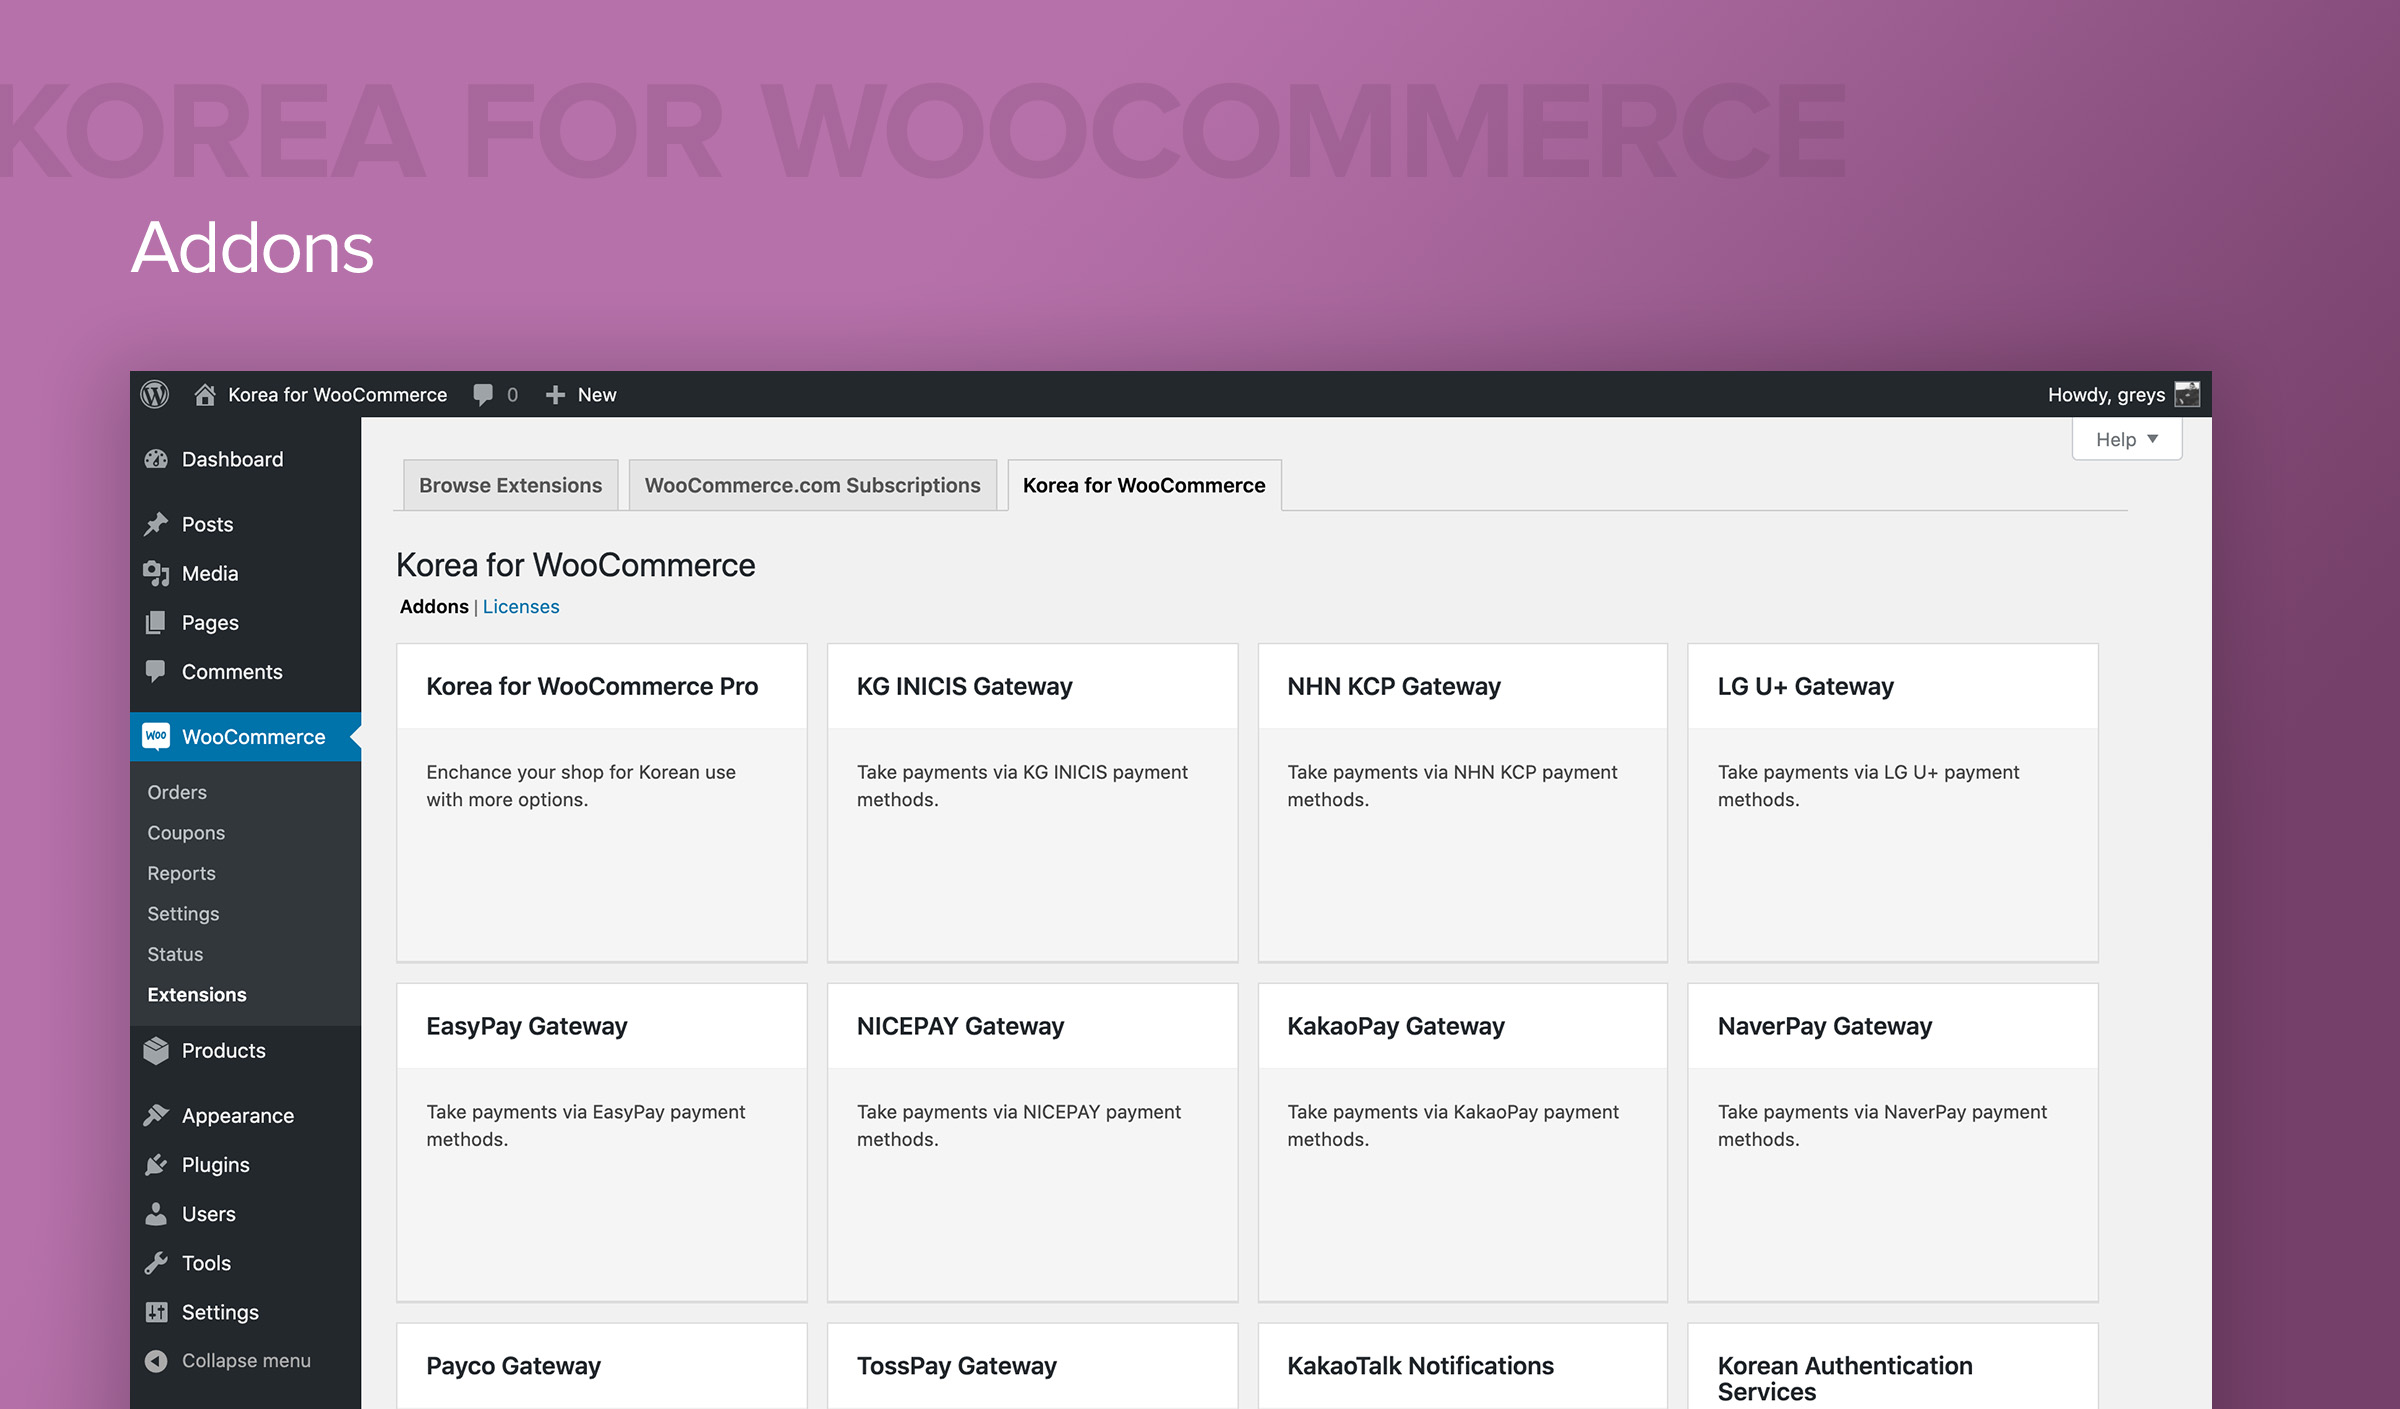 KOREA FOR WOOCOMMERCE
Addons
Korea for WooCommerce 0 New Howdy, greys
Help
Dashboard
Posts
Media
Pages
Comments
Woo WooCommerce
Orders
Coupons
Reports
Settings
Status
Extensions
Products
Appearance
Plugins
Users
Tools
Settings
Collapse menu
Browse Extensions WooCommerce.com Subscriptions Korea for WooCommerce
Korea for WooCommerce
Addons | Licenses
Korea for WooCommerce Pro
Enchance your shop for Korean use
with more options.
KG INICIS Gateway
Take payments via KG INICIS payment
methods.
NHN KCP Gateway
Take payments via NHN KCP payment
methods.
LG U+ Gateway
Take payments via LG U+ payment
methods.
EasyPay Gateway
Take payments via EasyPay payment
methods.
NICEPAY Gateway
Take payments via NICEPAY payment
methods.
KakaoPay Gateway
Take payments via KakaoPay payment
methods.
NaverPay Gateway
Take payments via NaverPay payment
methods.
Payco Gateway
TossPay Gateway
KakaoTalk Notifications
Korean Authentication
Services